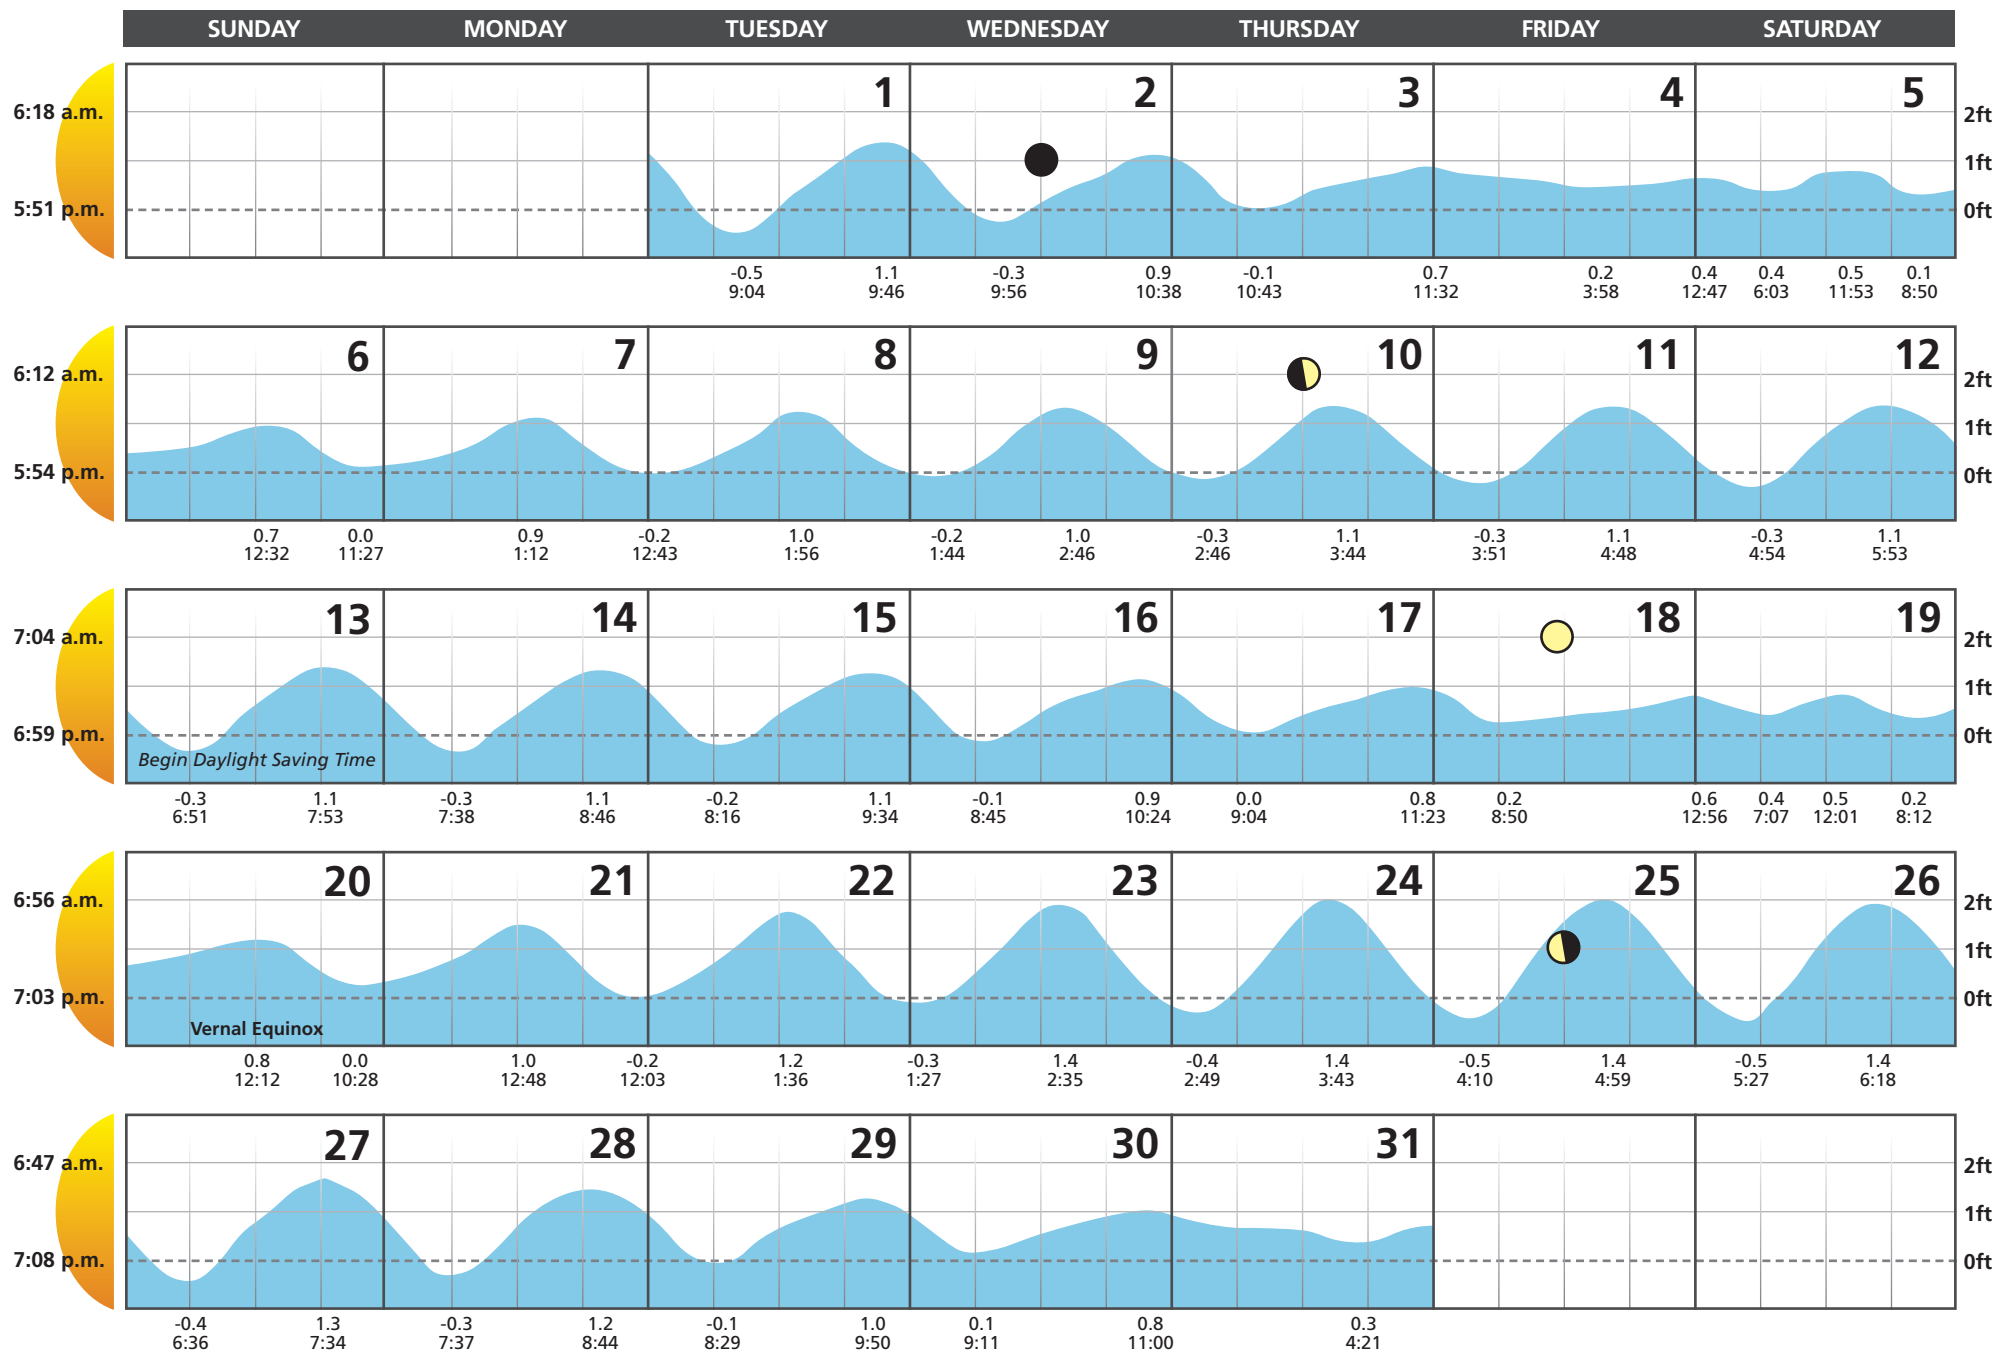 SUNDAY MONDAY TUESDAY WEDNESDAY THURSDAY FRIDAY SATURDAY
1 2 3 4 5
6:18 a.m. 2ft
1ft
5:51 p.m. 0ft
-0.5 1.1 -0.3 0.9 -0.1 0.7 0.2 0.4 0.4 0.5 0.1
9:04 9:46 9:56 10:38 10:43 11:32 3:58 12:47 6:03 11:53 8:50
6 7 8 9 10 11 12
6:12 a.m. 2ft
1ft
5:54 p.m. 0ft
0.7 0.0 0.9 -0.2 1.0 -0.2 1.0 -0.3 1.1 -0.3 1.1 -0.3 1.1
12:32 11:27 1:12 12:43 1:56 1:44 2:46 2:46 3:44 3:51 4:48 4:54 5:53
13 14 15 16 17 18 19
7:04 a.m. 2ft
1ft
6:59 p.m. 0ft
Begin Daylight Saving Time
-0.3 1.1 -0.3 1.1 -0.2 1.1 -0.1 0.9 0.0 0.8 0.2 0.6 0.4 0.5 0.2
6:51 7:53 7:38 8:46 8:16 9:34 8:45 10:24 9:04 11:23 8:50 12:56 7:07 12:01 8:12
20 21 22 23 24 25 26
6:56 a.m. 2ft
1ft
7:03 p.m. 0ft
Vernal Equinox
0.8 0.0 1.0 -0.2 1.2 -0.3 1.4 -0.4 1.4 -0.5 1.4 -0.5 1.4
12:12 10:28 12:48 12:03 1:36 1:27 2:35 2:49 3:43 4:10 4:59 5:27 6:18
27 28 29 30 31
6:47 a.m. 2ft
1ft
7:08 p.m. 0ft
-0.4 1.3 -0.3 1.2 -0.1 1.0 0.1 0.8 0.3
6:36 7:34 7:37 8:44 8:29 9:50 9:11 11:00 4:21